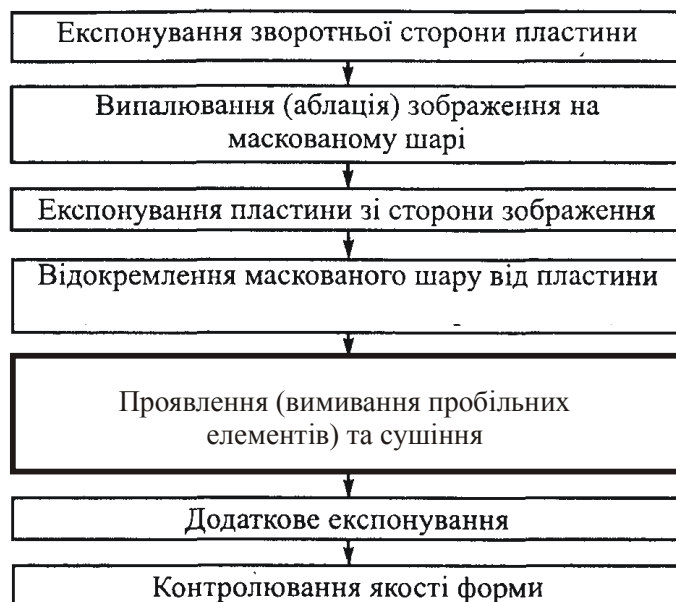 Експонування зворотньої сторони пластини
Випалювання (аблація) зображення на
маскованому шарі
Експонування пластини зі сторони зображення
Відокремлення маскованого шару від пластини
Проявлення (вимивання пробільних
елементів) та сушіння
Додаткове експонування
Контролювання якості форми